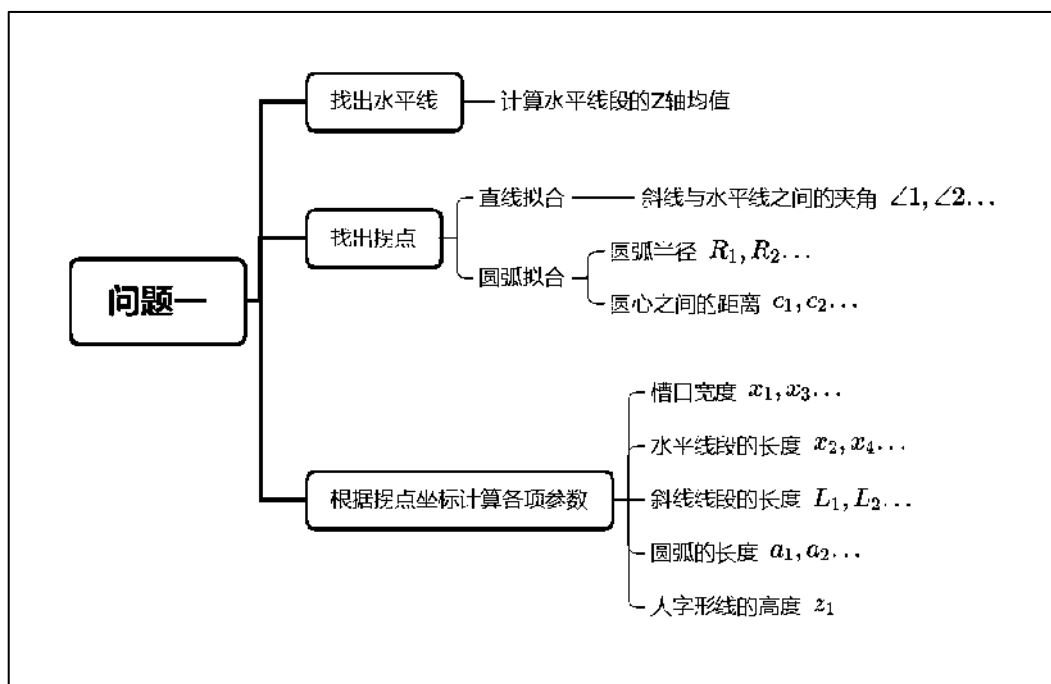 找出水平线
计算水平线段的Z轴均值
直线拟合
斜线与水平线之间的夹角 ∠1, ∠2...
找出拐点
圆弧半径 R₁, R₂...
圆弧拟合
圆心之间的距离 c₁, c₂...
问题一
槽口宽度 x₁, x₃...
水平线段的长度 x₂, x₄...
根据拐点坐标计算各项参数
斜线线段的长度 L₁, L₂...
圆弧的长度 a₁, a₂...
人字形线的高度 z₁